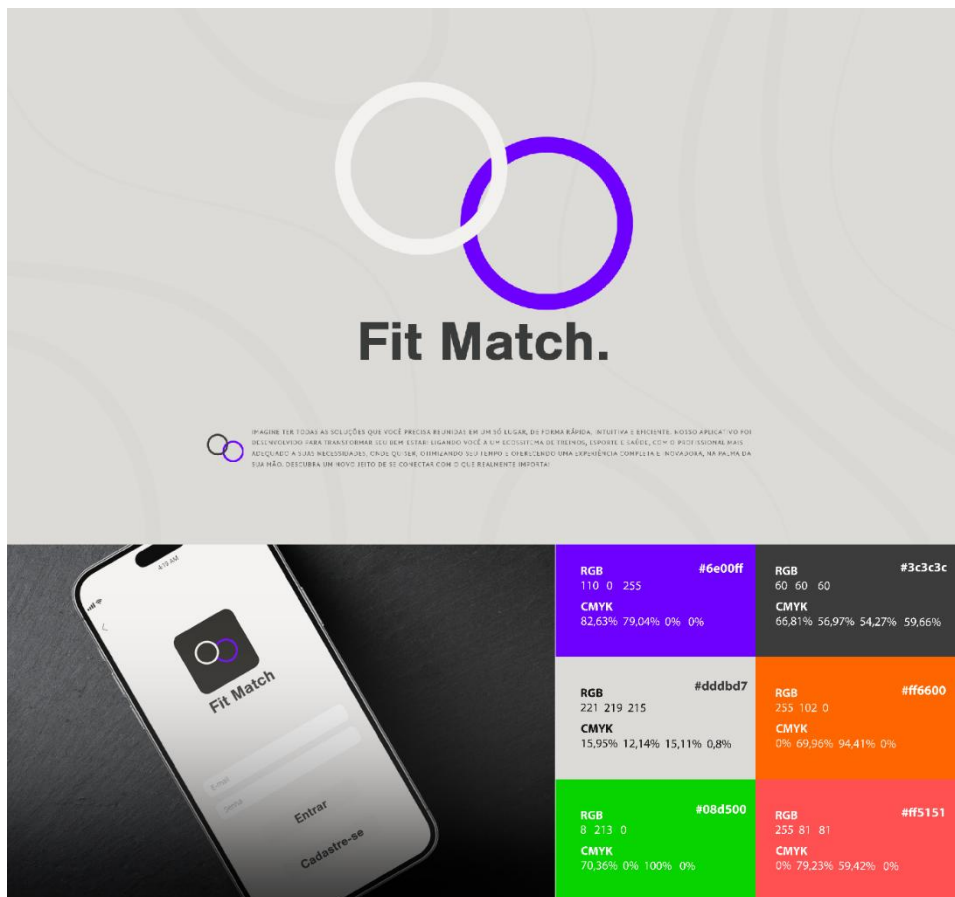 Fit Match.
IMAGINE TER TODAS AS SOLUÇÕES QUE VOCÊ PRECISA REUNIDAS EM UM SÓ LUGAR, DE FORMA RÁPIDA, INTUITIVA E EFICIENTE. NOSSO APLICATIVO FOI
DESENVOLVIDO PARA TRANSFORMAR SEU BEM ESTAR! LIGANDO VOCÊ A UM ECOSSITEMA DE TREINOS, ESPORTE E SAÚDE, COM O PROFISSIONAL MAIS
ADEQUADO A SUAS NECESSIDADES, ONDE QUISER, OTIMIZANDO SEU TEMPO E OFERECENDO UMA EXPERIÊNCIA COMPLETA E INOVADORA, NA PALMA DA
SUA MÃO. DESCUBRA UM NOVO JEITO DE SE CONECTAR COM O QUE REALMENTE IMPORTA!
4:19 AM
Fit Match
E-mail
Senha
Entrar
Cadastre-se
RGB #6e00ff
110 0 255
CMYK
82,63% 79,04% 0% 0%
RGB #3c3c3c
60 60 60
CMYK
66,81% 56,97% 54,27% 59,66%
RGB #dddbd7
221 219 215
CMYK
15,95% 12,14% 15,11% 0,8%
RGB #ff6600
255 102 0
CMYK
0% 69,96% 94,41% 0%
RGB #08d500
8 213 0
CMYK
70,36% 0% 100% 0%
RGB #ff5151
255 81 81
CMYK
0% 79,23% 59,42% 0%